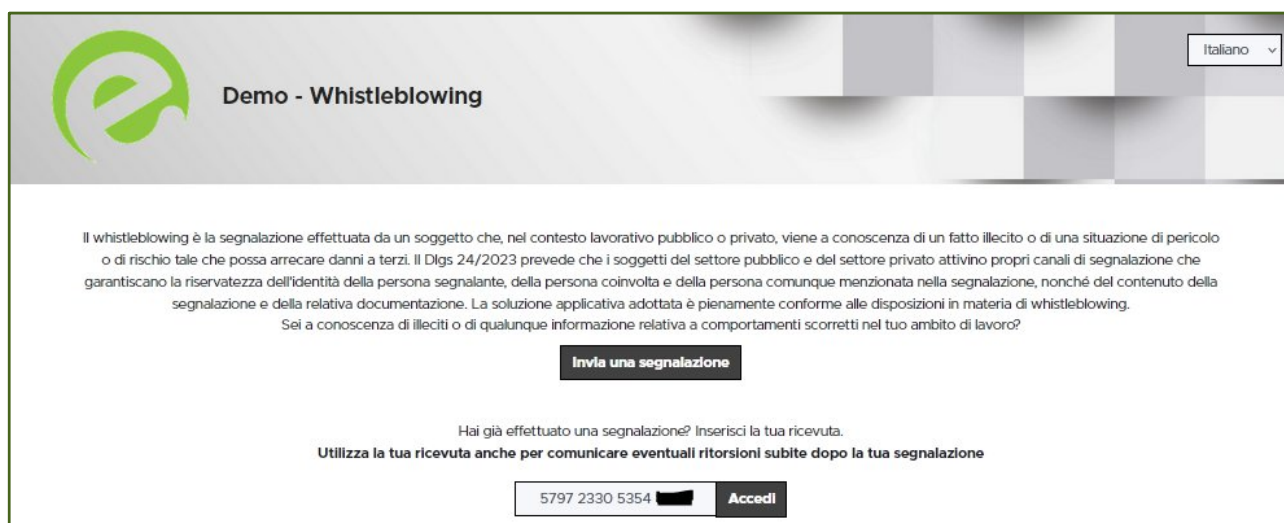 Italiano
Demo - Whistleblowing
Il whistleblowing è la segnalazione effettuata da un soggetto che, nel contesto lavorativo pubblico o privato, viene a conoscenza di un fatto illecito o di una situazione di pericolo
o di rischio tale che possa arrecare danni a terzi. Il Dlgs 24/2023 prevede che i soggetti del settore pubblico e del settore privato attivino propri canali di segnalazione che
garantiscano la riservatezza dell'identità della persona segnalante, della persona coinvolta e della persona comunque menzionata nella segnalazione, nonché del contenuto della
segnalazione e della relativa documentazione. La soluzione applicativa adottata è pienamente conforme alle disposizioni in materia di whistleblowing.
Sei a conoscenza di illeciti o di qualunque informazione relativa a comportamenti scorretti nel tuo ambito di lavoro?
Invia una segnalazione
Hai già effettuato una segnalazione? Inserisci la tua ricevuta.
Utilizza la tua ricevuta anche per comunicare eventuali ritorsioni subite dopo la tua segnalazione
5797 2330 5354 Accedi